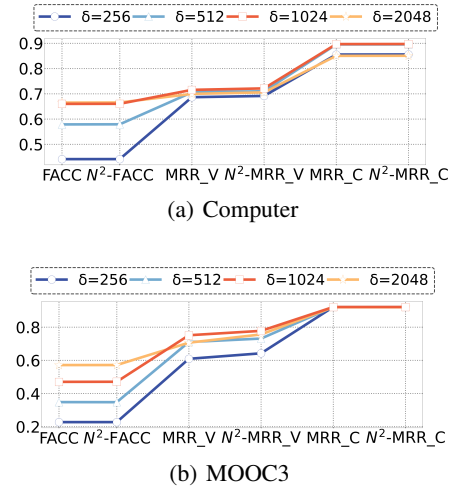 δ=256 δ=512 δ=1024 δ=2048
0.9
0.8
0.7
0.6
0.5
FACC N²-FACC MRR_V N²-MRR_V MRR_C N²-MRR_C
(a) Computer
δ=256 δ=512 δ=1024 δ=2048
0.8
0.6
0.4
0.2
FACC N²-FACC MRR_V N²-MRR_V MRR_C N²-MRR_C
(b) MOOC3